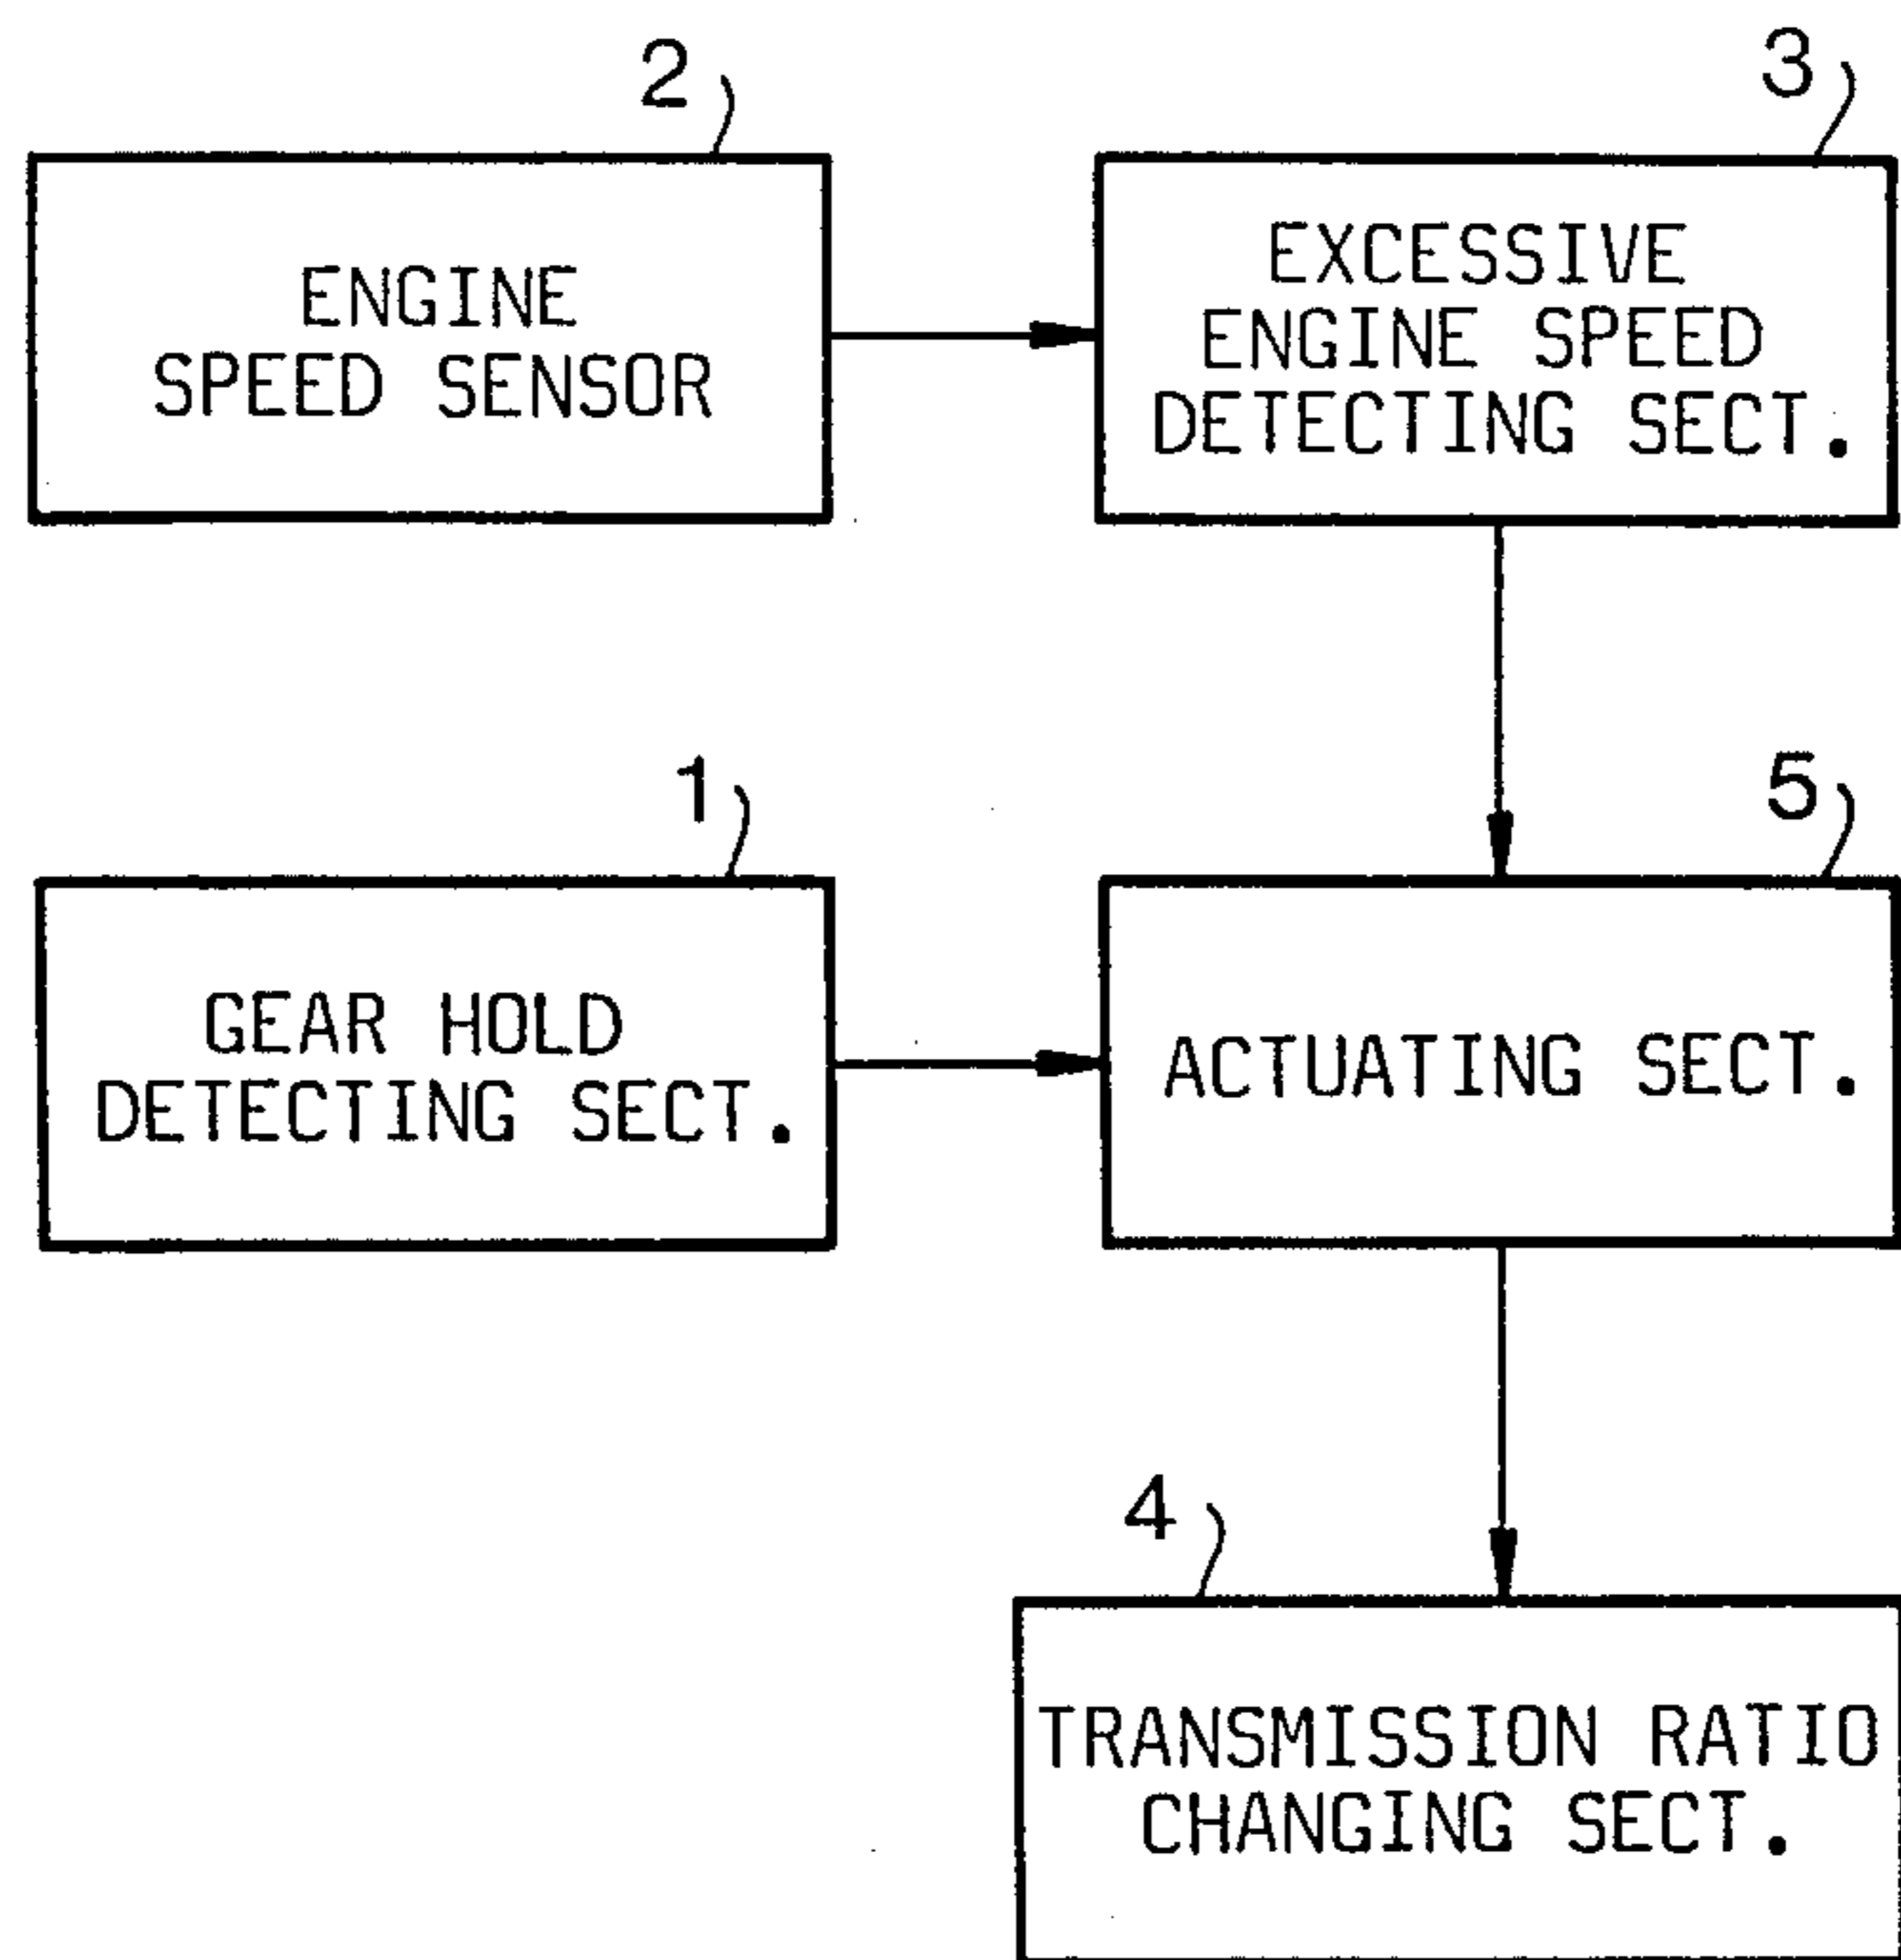 2
ENGINE
SPEED SENSOR
3
EXCESSIVE
ENGINE SPEED
DETECTING SECT.
1
GEAR HOLD
DETECTING SECT.
5
ACTUATING SECT.
4
TRANSMISSION RATIO
CHANGING SECT.